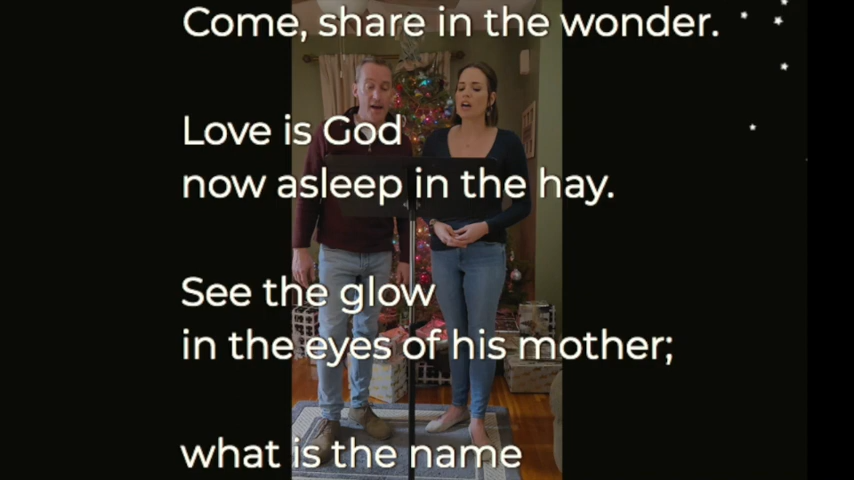 Come, share in the wonder.
Love is God
now asleep in the hay.
See the glow
in the eyes of his mother;
what is the name